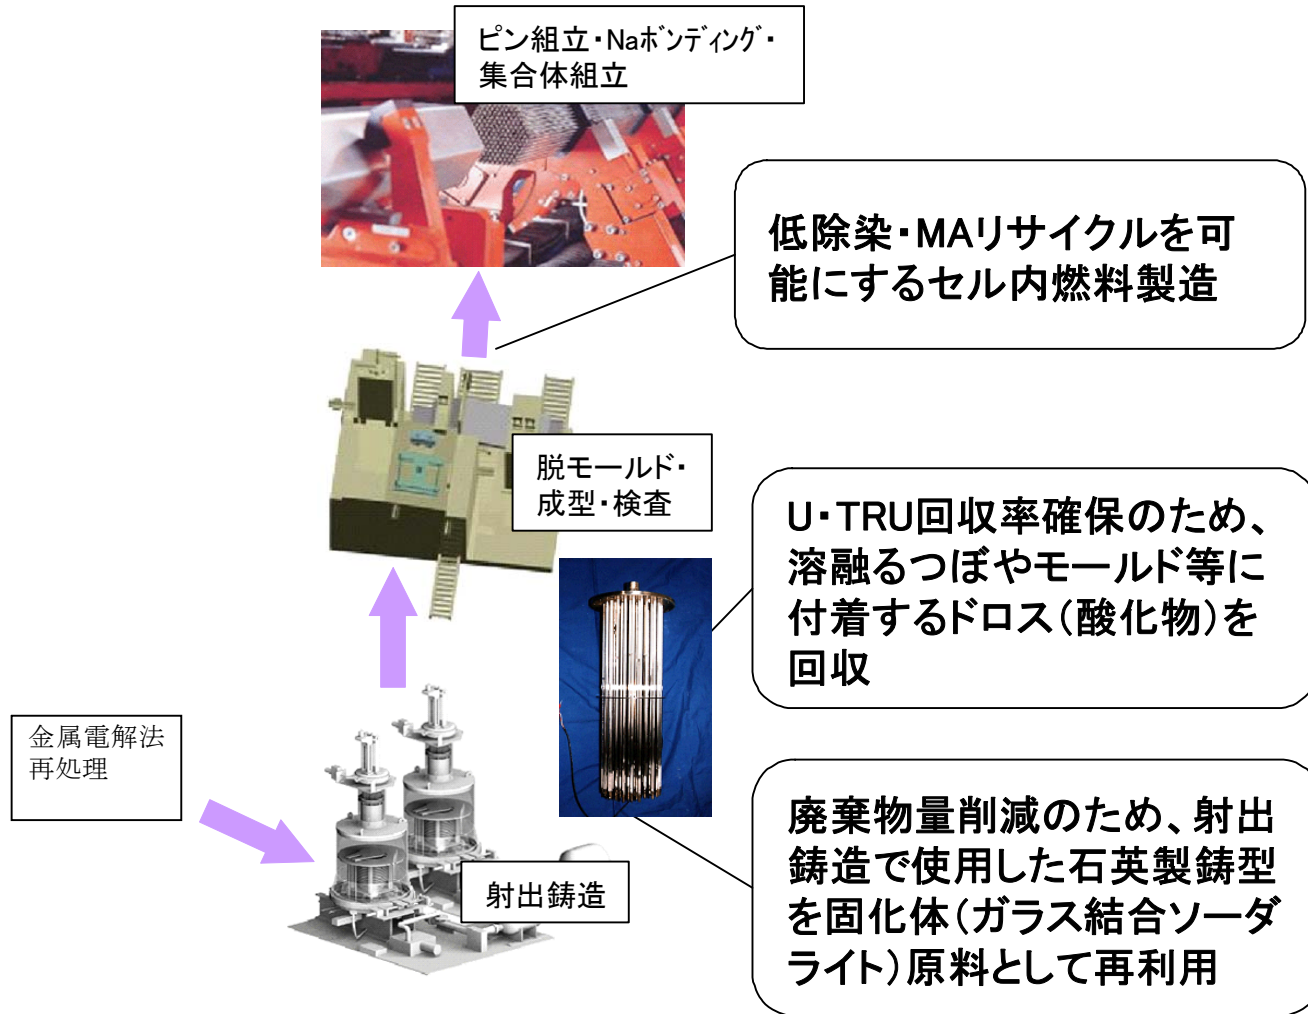 ピン組立・Naﾎﾞﾝﾃﾞｨﾝｸﾞ・
集合体組立
低除染・MAリサイクルを可
能にするセル内燃料製造
脱モールド・
成型・検査
U・TRU回収率確保のため、
溶融るつぼやモールド等に
付着するドロス（酸化物）を
回収
金属電解法
再処理
射出鋳造
廃棄物量削減のため、射出
鋳造で使用した石英製鋳型
を固化体（ガラス結合ソーダ
ライト）原料として再利用